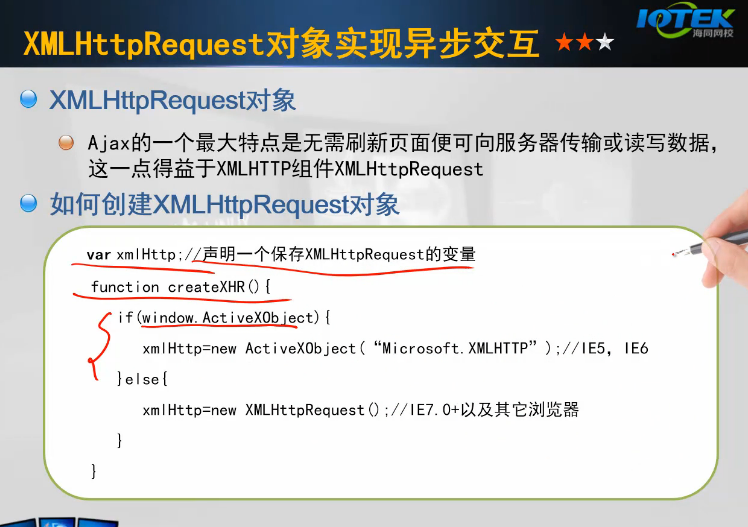 XMLHttpRequest对象实现异步交互
IQTEK
海同网校
XMLHttpRequest对象
Ajax的一个最大特点是无需刷新页面便可向服务器传输或读写数据，
这一点得益于XMLHTTP组件XMLHttpRequest
如何创建XMLHttpRequest对象
var xmlHttp;//声明一个保存XMLHttpRequest的变量
function createXHR(){
if(window.ActiveXObject){
xmlHttp=new ActiveXObject(“Microsoft.XMLHTTP”);//IE5，IE6
}else{
xmlHttp=new XMLHttpRequest();//IE7.0+以及其它浏览器
}
}